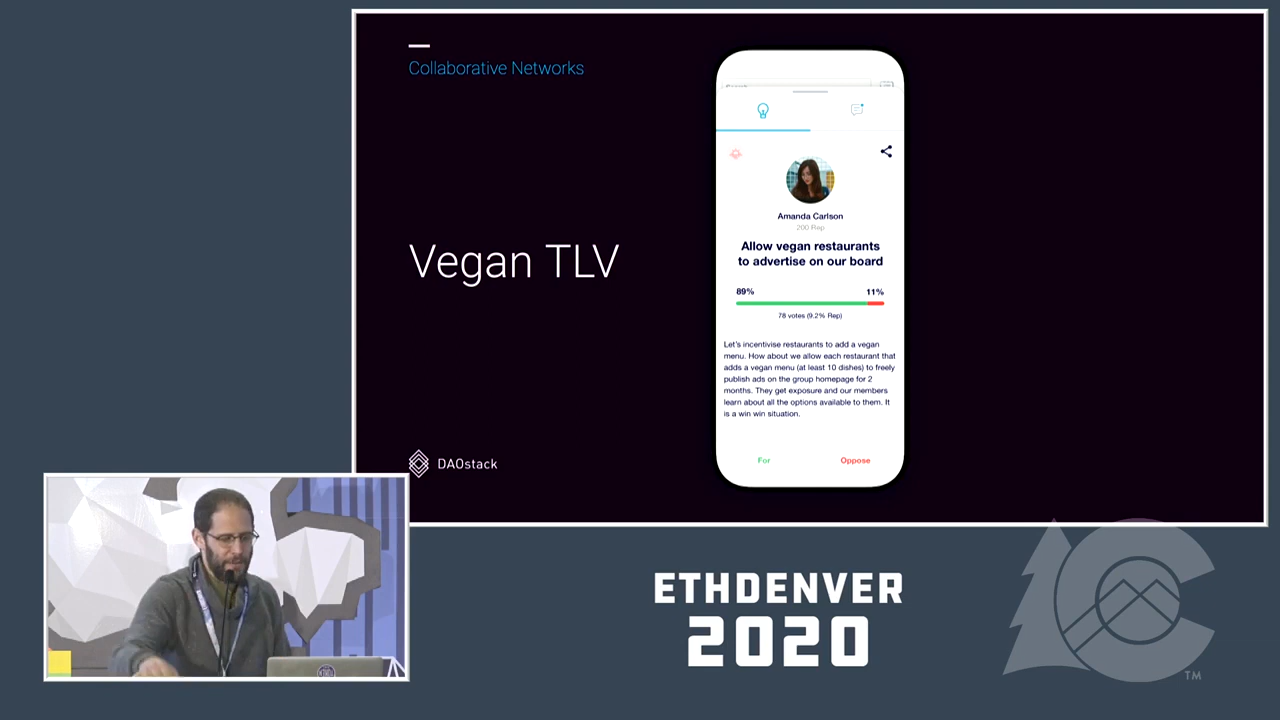 Collaborative Networks
Vegan TLV
DAOstack
Amanda Carlson
200 Rep
Allow vegan restaurants
to advertise on our board
89% 11%
78 votes (9.2% Rep)
Let's incentivise restaurants to add a vegan
menu. How about we allow each restaurant that
adds a vegan menu (at least 10 dishes) to freely
publish ads on the group homepage for 2
months. They get exposure and our members
learn about all the options available to them. It
is a win win situation.
For Oppose
ETHDENVER
2020
TM